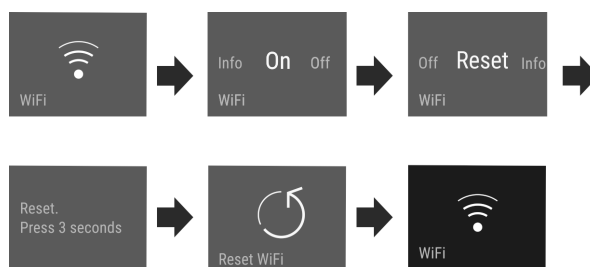 WiFi
Info On Off
WiFi
Off Reset Info
WiFi
Reset.
Press 3 seconds
Reset WiFi
WiFi